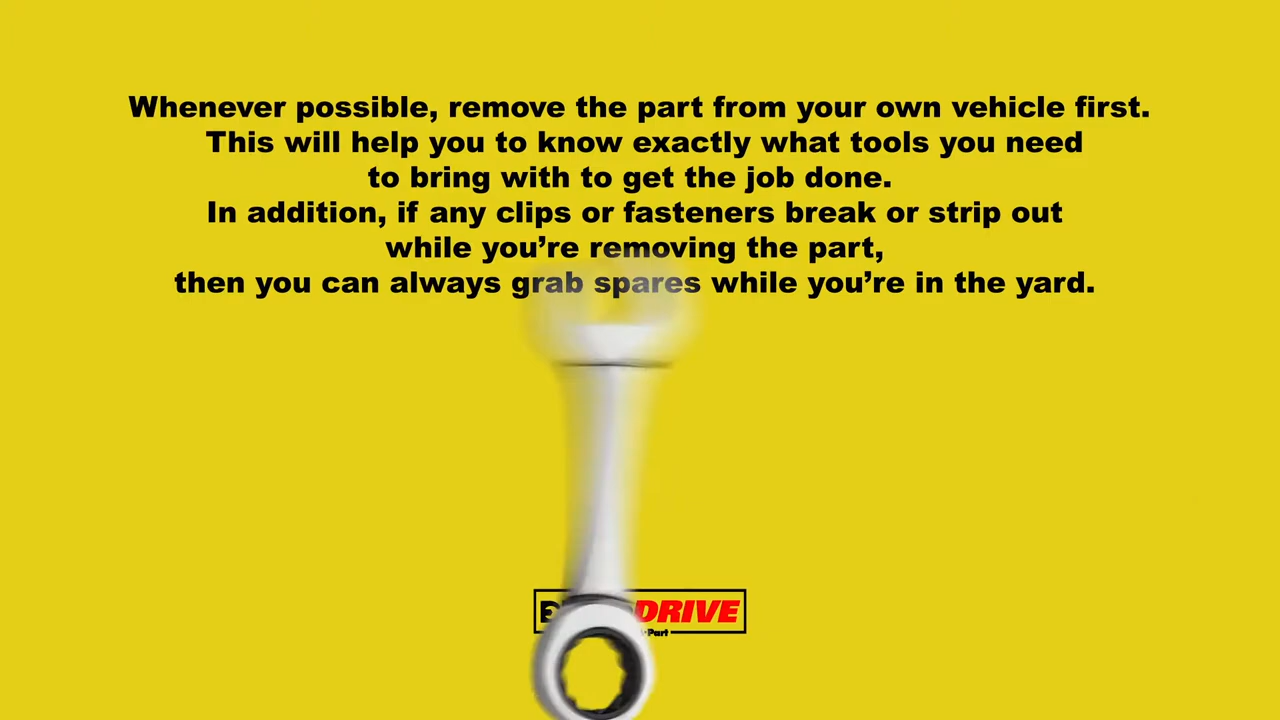 Whenever possible, remove the part from your own vehicle first.
This will help you to know exactly what tools you need
to bring with to get the job done.
In addition, if any clips or fasteners break or strip out
while you’re removing the part,
then you can always grab spares while you’re in the yard.
DRIVE
Part